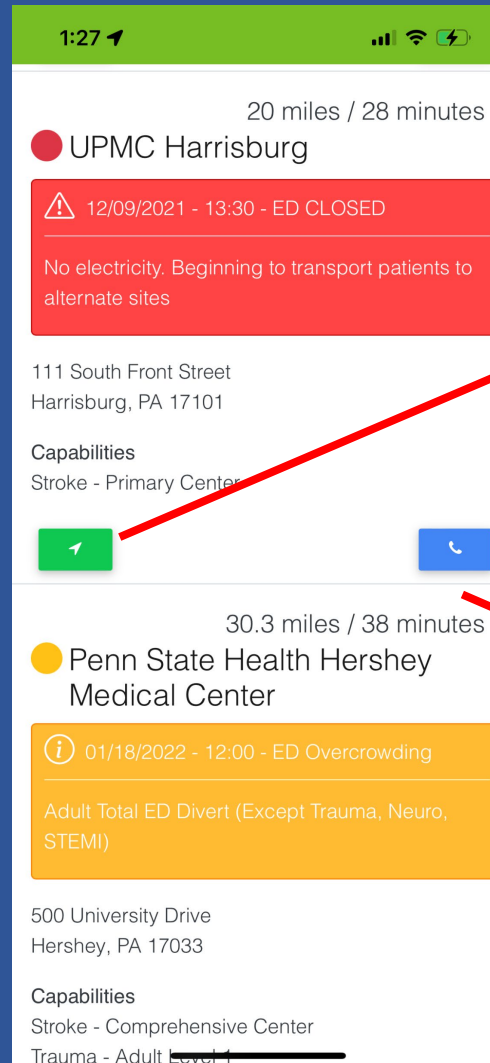 1:27
20 miles / 28 minutes
UPMC Harrisburg
12/09/2021 - 13:30 - ED CLOSED
No electricity. Beginning to transport patients to
alternate sites
111 South Front Street
Harrisburg, PA 17101
Capabilities
Stroke - Primary Center
30.3 miles / 38 minutes
Penn State Health Hershey
Medical Center
01/18/2022 - 12:00 - ED Overcrowding
Adult Total ED Divert (Except Trauma, Neuro,
STEMI)
500 University Drive
Hershey, PA 17033
Capabilities
Stroke - Comprehensive Center
Trauma - Adult Level 1